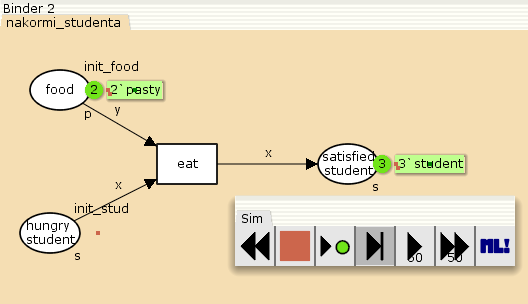 Binder 2
nakormi_studenta
init_food
food
2
2`pasty
p
y
eat
x
satisfied
student
3
3`student
s
x
init_stud
hungry
student
s
Sim
60
50
ML!